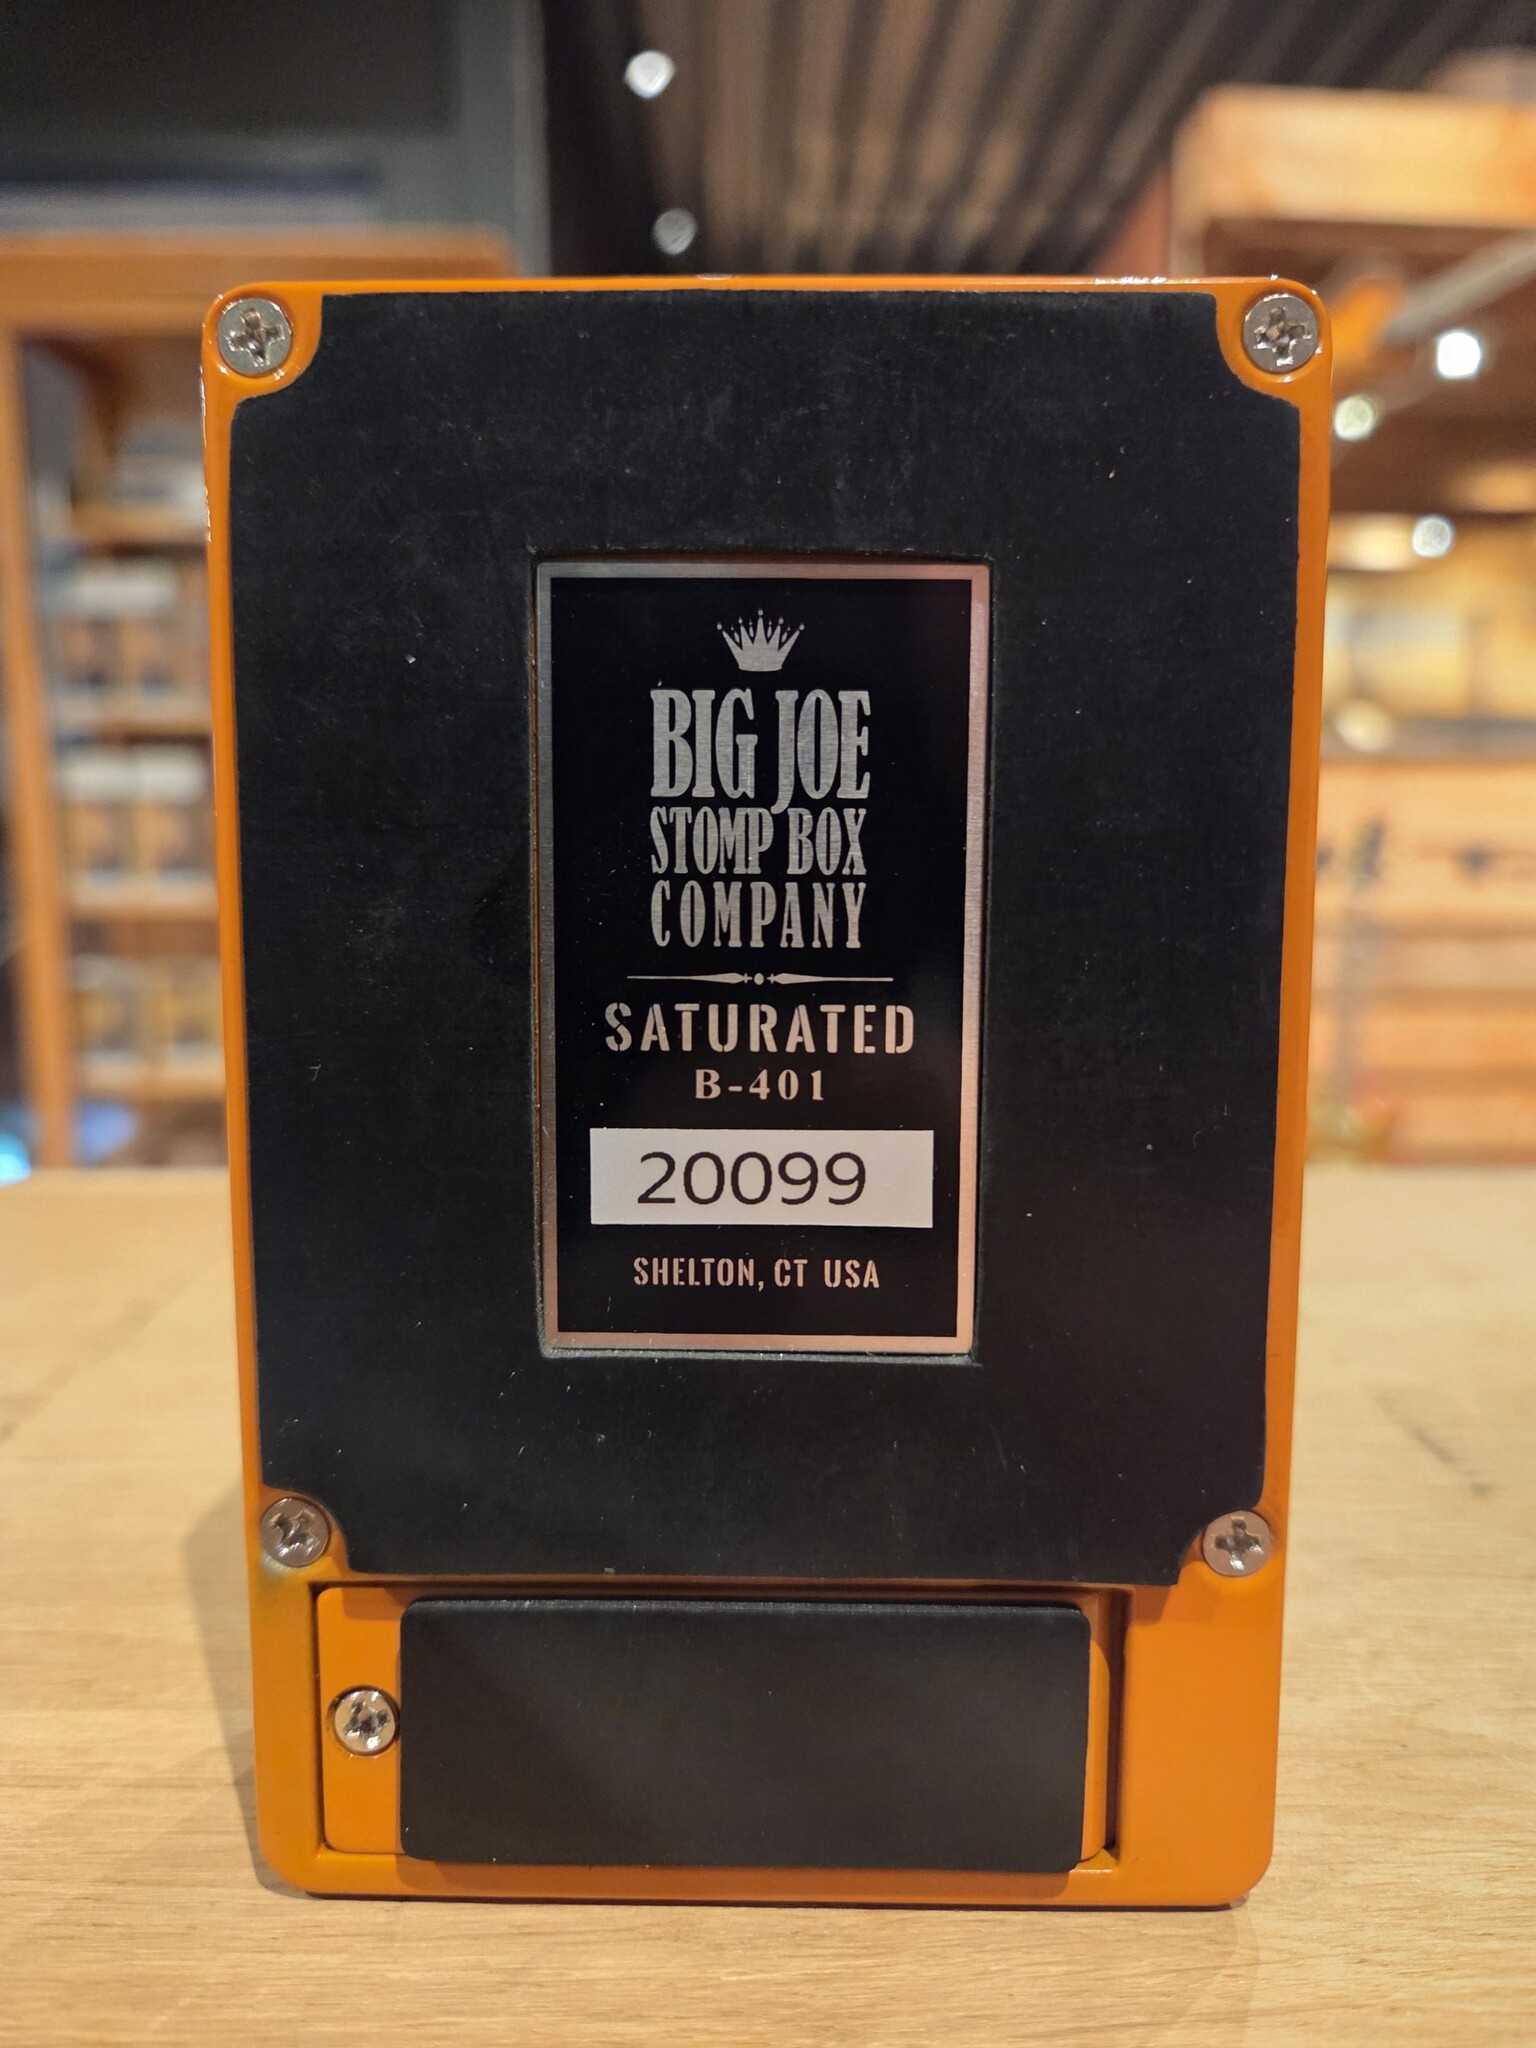 BIG JOE
STOMP BOX
COMPANY
SATURATED
B-401
20099
SHELTON, CT USA